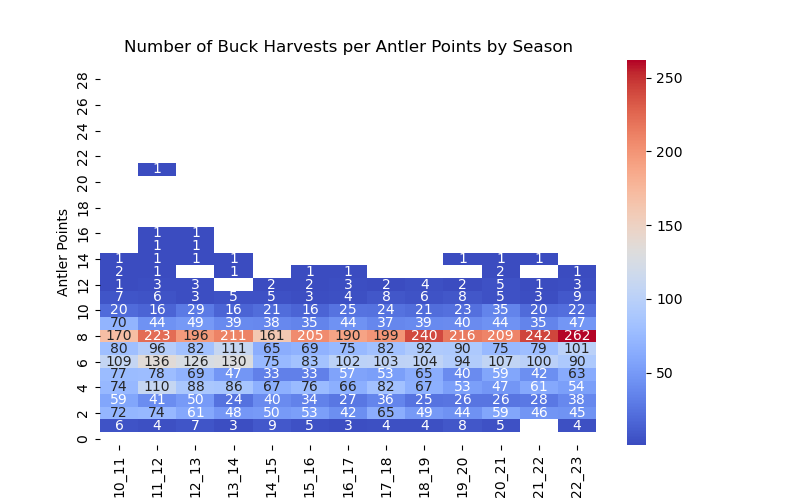 Number of Buck Harvests per Antler Points by Season
Antler Points
28
26
24
22
1
20
18
16 1 1
1 1
14 1 1 1 1 1 1 1
2 1 1 1 1 2 1
12 1 3 3 2 2 3 2 4 2 5 1 3
7 6 3 5 5 3 4 8 6 8 5 3 9
10 20 16 29 16 21 16 25 24 21 23 35 20 22
70 44 49 39 38 35 44 37 39 40 44 35 47
8 170 223 196 211 161 205 190 199 240 216 209 242 262
80 96 82 111 65 69 75 82 92 90 75 79 101
6 109 136 126 130 75 83 102 103 104 94 107 100 90
77 78 69 47 33 33 57 53 65 40 59 42 63
4 74 110 88 86 67 76 66 82 67 53 47 61 54
59 41 50 24 40 34 27 36 25 26 26 28 38
2 72 74 61 48 50 53 42 65 49 44 59 46 45
6 4 7 3 9 5 3 4 4 8 5 4
0
10_11 11_12 12_13 13_14 14_15 15_16 16_17 17_18 18_19 19_20 20_21 21_22 22_23
250
200
150
100
50